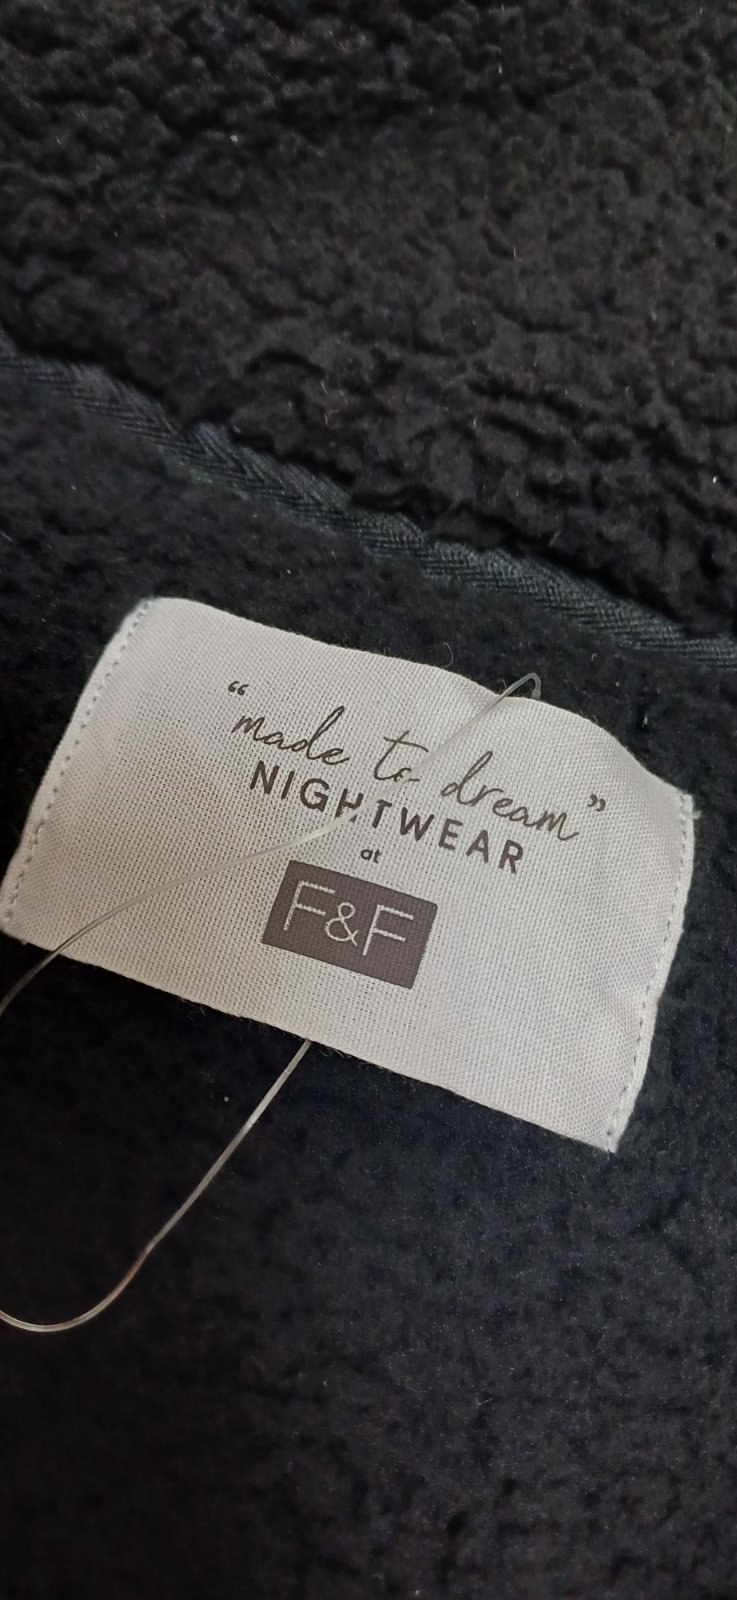 “made to dream”
NIGHTWEAR
at
F&F